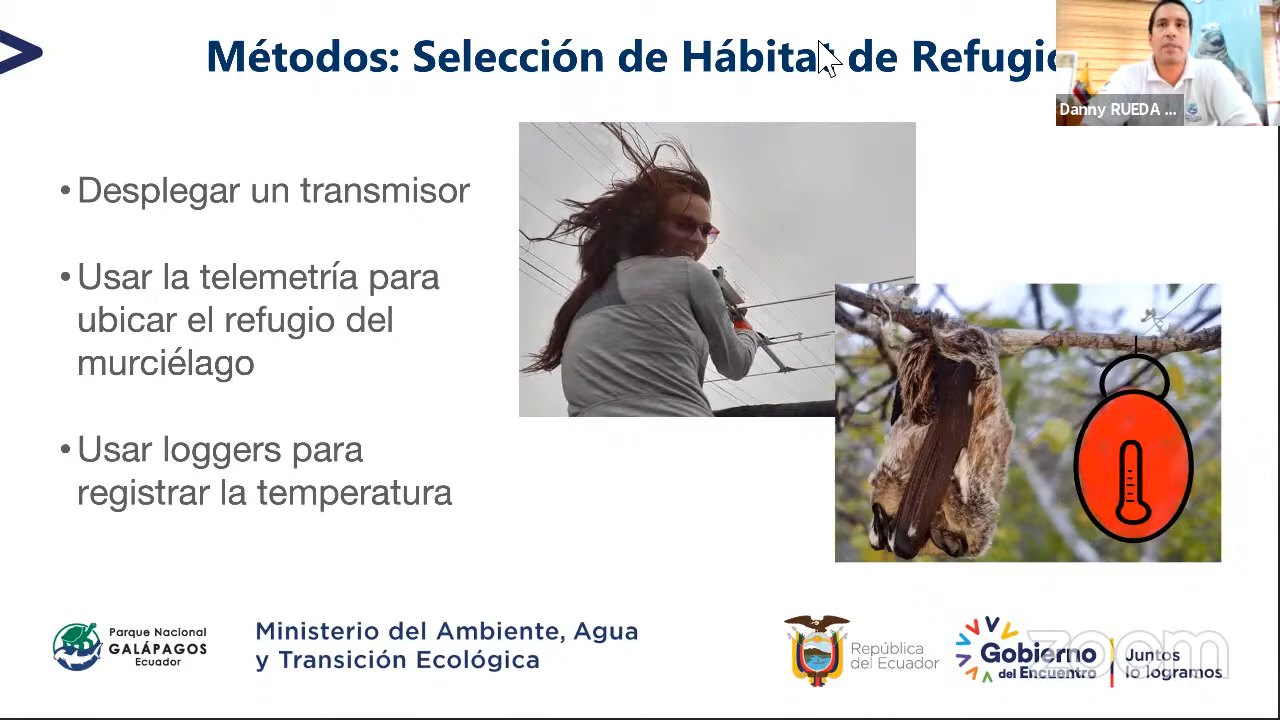 Métodos: Selección de Hábitat de Refugio
Danny RUEDA ...
•Desplegar un transmisor
•Usar la telemetría para
ubicar el refugio del
murciélago
•Usar loggers para
registrar la temperatura
Parque Nacional
GALÁPAGOS
Ecuador
Ministerio del Ambiente, Agua
y Transición Ecológica
República
del Ecuador
Gobierno
del Encuentro
Juntos
lo logramos
zoom